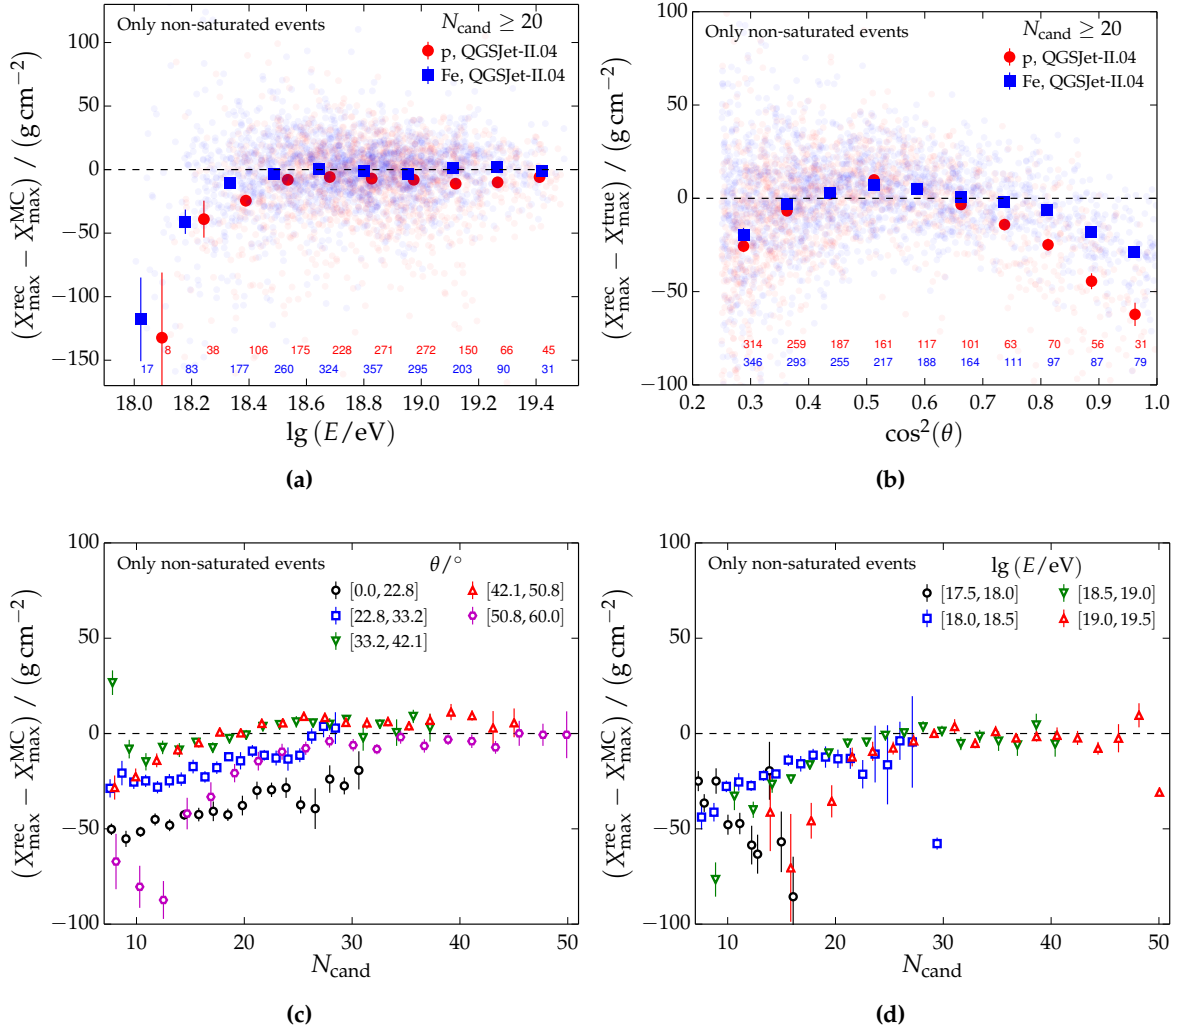 Only non-saturated events
N_cand ≥ 20
p, QGSJet-II.04
Fe, QGSJet-II.04
100
50
0
−50
−100
−150
(X_max^rec − X_max^MC) / (g cm^−2)
8 38 106 175 228 271 272 150 66 45
17 83 177 260 324 357 295 203 90 31
18.0 18.2 18.4 18.6 18.8 19.0 19.2 19.4
lg (E/eV)
(a)
Only non-saturated events
N_cand ≥ 20
p, QGSJet-II.04
Fe, QGSJet-II.04
100
50
0
−50
−100
(X_max^rec − X_max^true) / (g cm^−2)
314 259 187 161 117 101 63 70 56 31
346 293 255 217 188 164 111 97 87 79
0.2 0.3 0.4 0.5 0.6 0.7 0.8 0.9 1.0
cos^2(θ)
(b)
Only non-saturated events
θ/°
[0.0, 22.8]
[22.8, 33.2]
[33.2, 42.1]
[42.1, 50.8]
[50.8, 60.0]
100
50
0
−50
−100
(X_max^rec − X_max^MC) / (g cm^−2)
10 20 30 40 50
N_cand
(c)
Only non-saturated events
lg (E/eV)
[17.5, 18.0]
[18.0, 18.5]
[18.5, 19.0]
[19.0, 19.5]
100
50
0
−50
−100
(X_max^rec − X_max^MC) / (g cm^−2)
10 20 30 40 50
N_cand
(d)